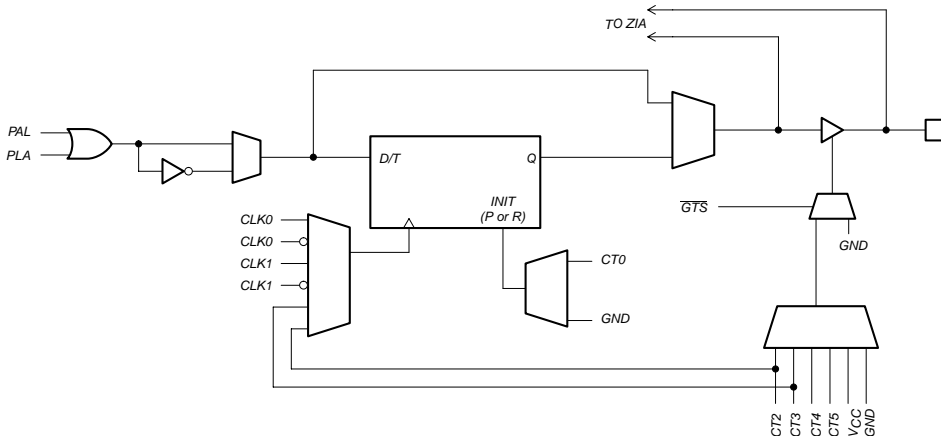 TO ZIA
PAL
PLA
D/T
Q
INIT
(P or R)
CLK0
CLK0
CLK1
CLK1
CT0
GND
GTS
GND
CT2
CT3
CT4
CT5
VCC
GND